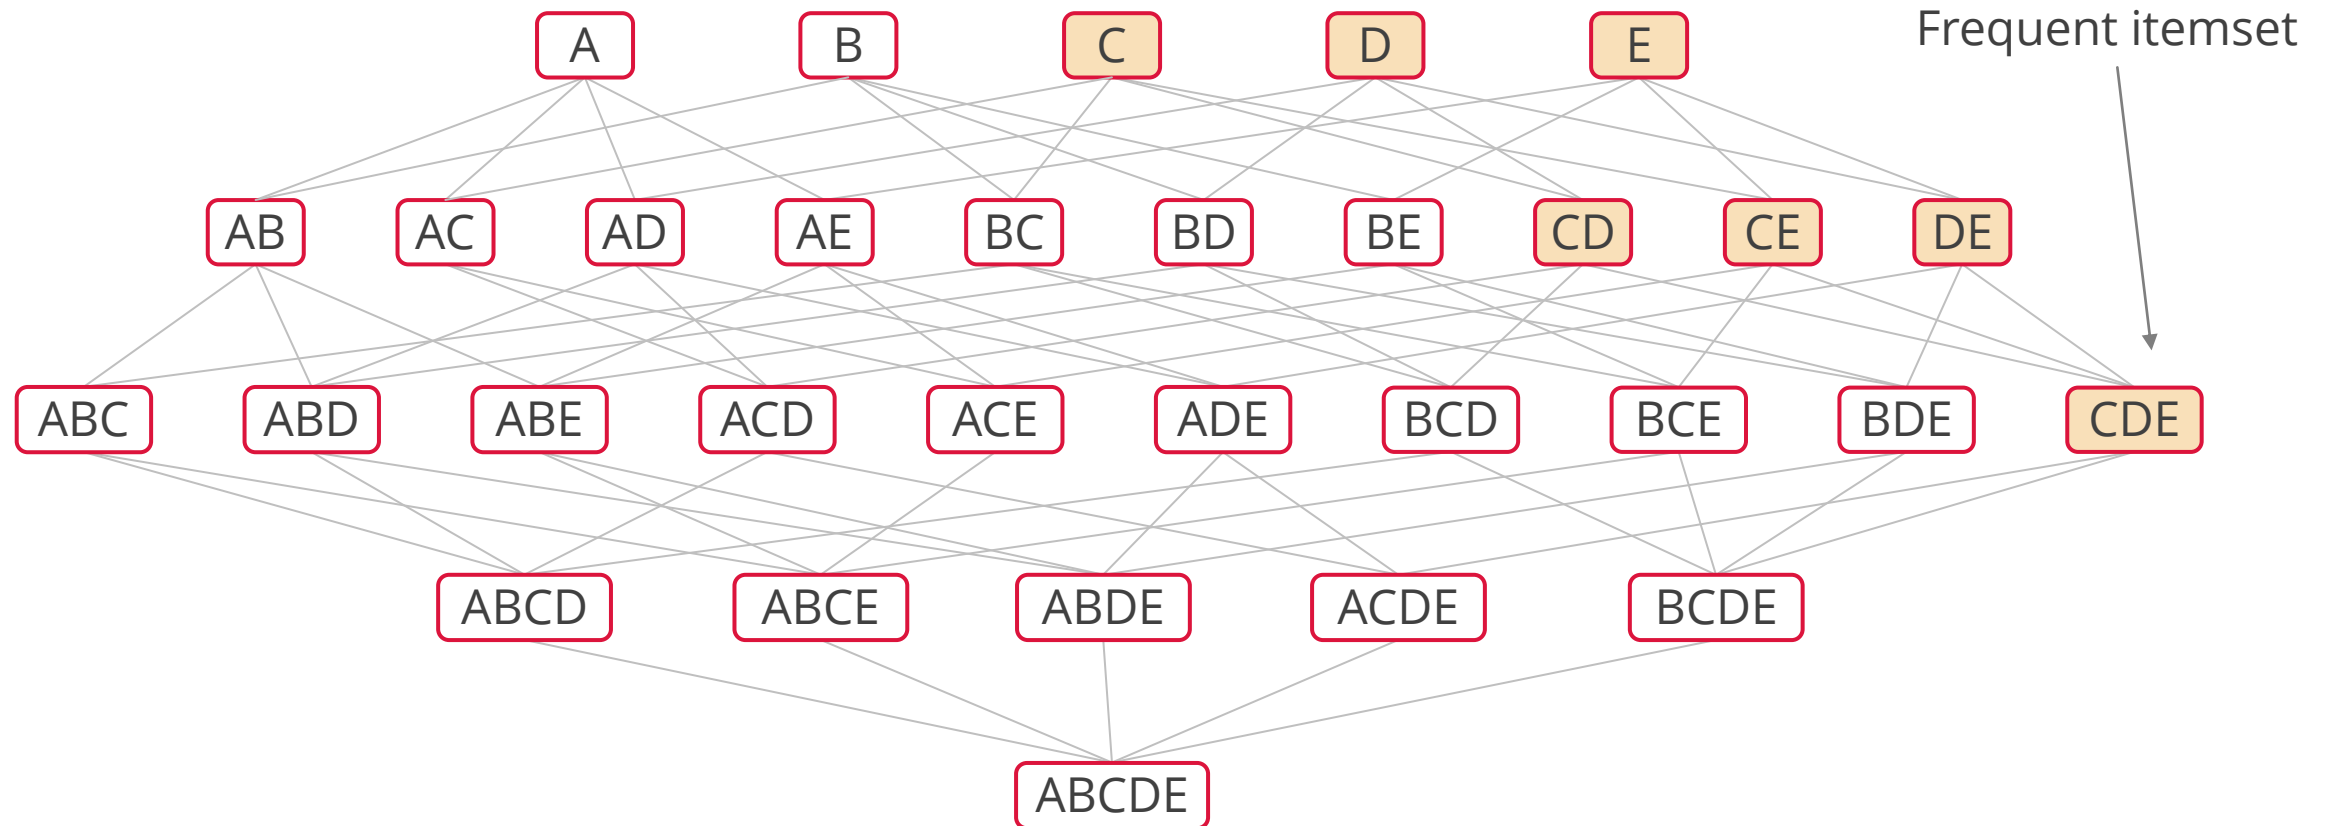 A B C D E Frequent itemset
AB AC AD AE BC BD BE CD CE DE
ABC ABD ABE ACD ACE ADE BCD BCE BDE CDE
ABCD ABCE ABDE ACDE BCDE
ABCDE